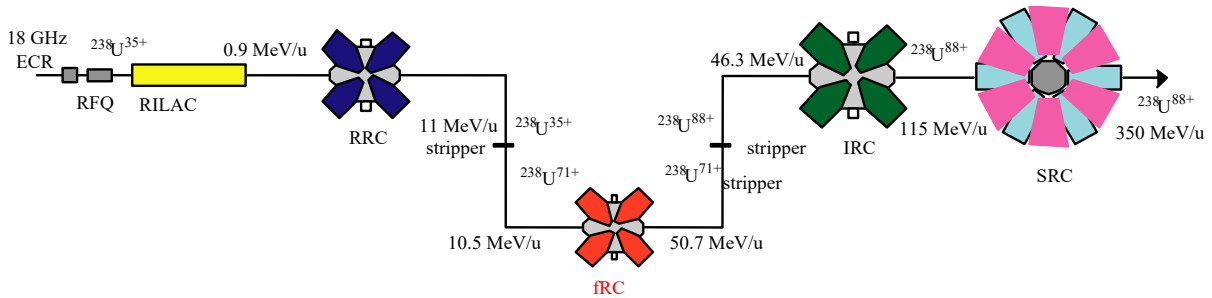 18 GHz
ECR
²³⁸U³⁵⁺
0.9 MeV/u
RFQ
RILAC
RRC
11 MeV/u
stripper
²³⁸U³⁵⁺
²³⁸U⁷¹⁺
10.5 MeV/u
fRC
50.7 MeV/u
46.3 MeV/u
²³⁸U⁸⁸⁺
stripper
²³⁸U⁷¹⁺
stripper
IRC
²³⁸U⁸⁸⁺
115 MeV/u
SRC
²³⁸U⁸⁸⁺
350 MeV/u